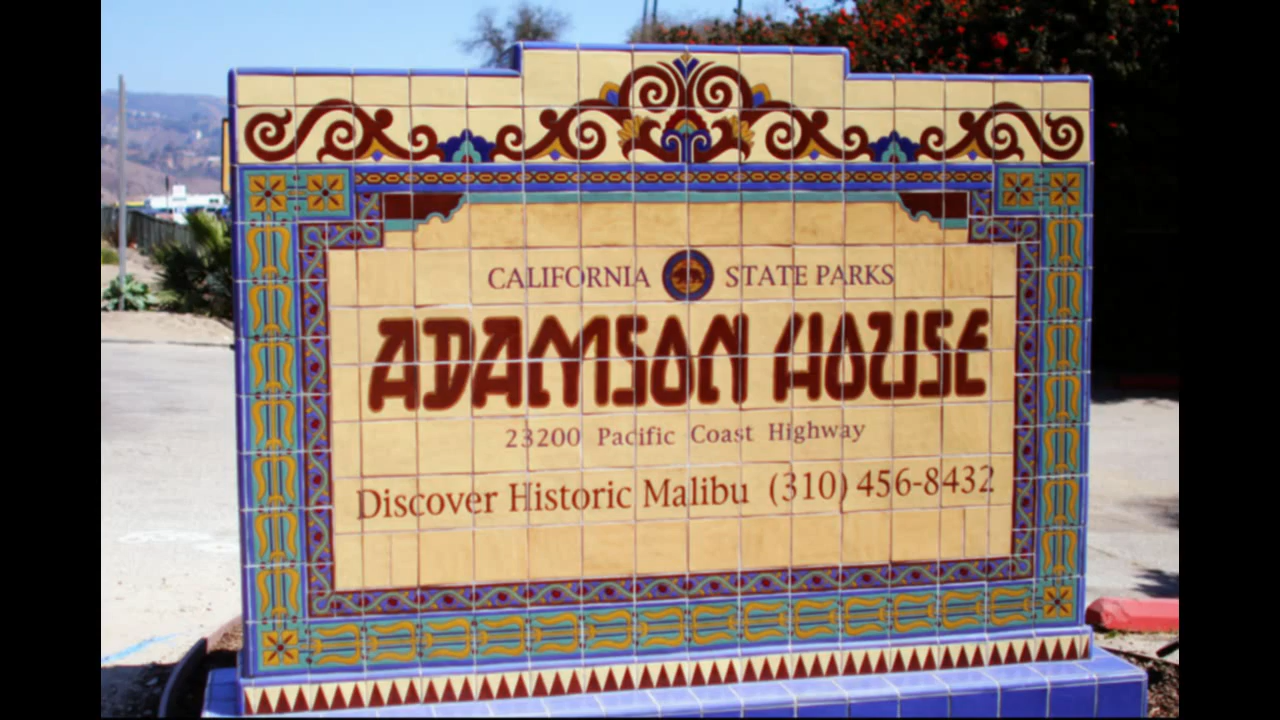 CALIFORNIA STATE PARKS
ADAMSON HOUSE
23200 Pacific Coast Highway
Discover Historic Malibu (310) 456-8432